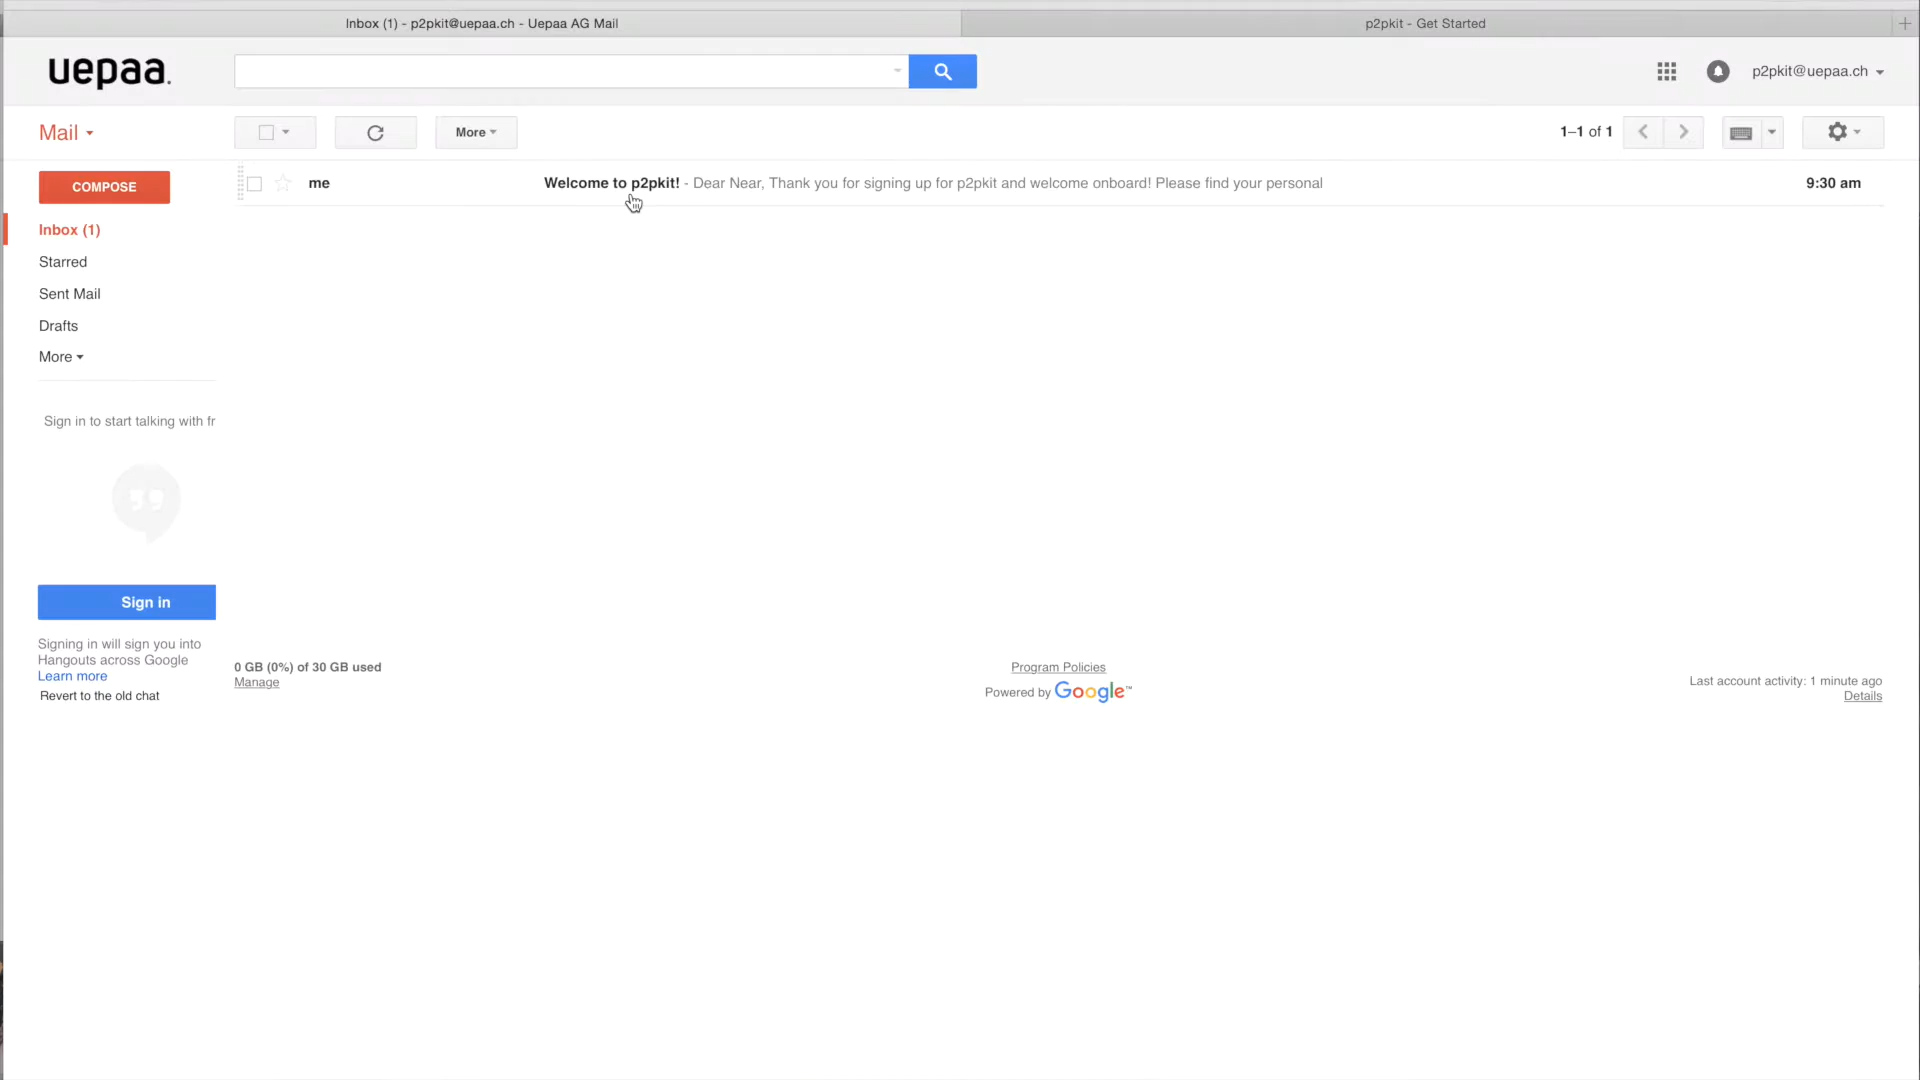 Inbox (1) - p2pkit@uepaa.ch - Uepaa AG Mail
p2pkit - Get Started
uepaa.
p2pkit@uepaa.ch
Mail
More
1–1 of 1
COMPOSE
me
Welcome to p2pkit! - Dear Near, Thank you for signing up for p2pkit and welcome onboard! Please find your personal
9:30 am
Inbox (1)
Starred
Sent Mail
Drafts
More
Sign in to start talking with fr
Sign in
Signing in will sign you into
Hangouts across Google
Learn more
Revert to the old chat
0 GB (0%) of 30 GB used
Manage
Program Policies
Powered by Google™
Last account activity: 1 minute ago
Details